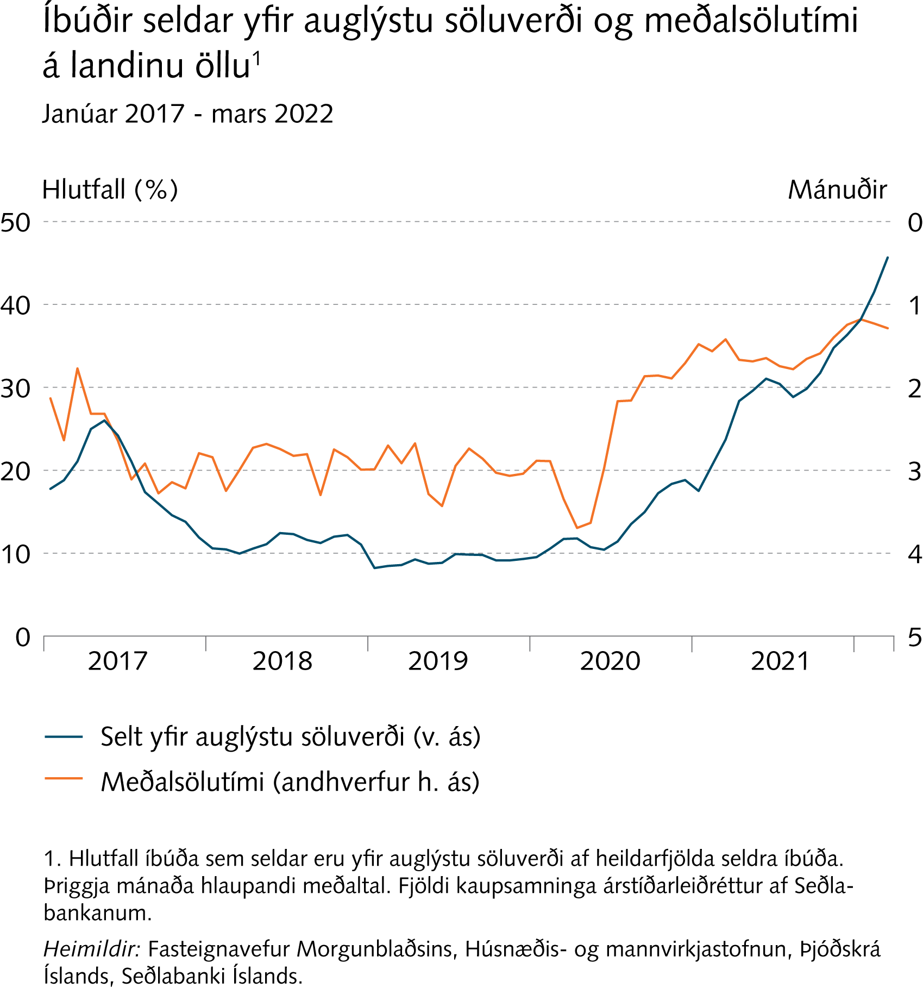 Íbúðir seldar yfir auglýstu söluverði og meðalsölutími
á landinu öllu¹
Janúar 2017 - mars 2022
Hlutfall (%)
Mánuðir
50
0
40
1
30
2
20
3
10
4
0
5
2017
2018
2019
2020
2021
Selt yfir auglýstu söluverði (v. ás)
Meðalsölutími (andhverfur h. ás)
1. Hlutfall íbúða sem seldar eru yfir auglýstu söluverði af heildarfjölda seldra íbúða.
Þriggja mánaða hlaupandi meðaltal. Fjöldi kaupsamninga árstíðarleiðréttur af Seðla-
bankanum.
Heimildir: Fasteignavefur Morgunblaðsins, Húsnæðis- og mannvirkjastofnun, Þjóðskrá
Íslands, Seðlabanki Íslands.